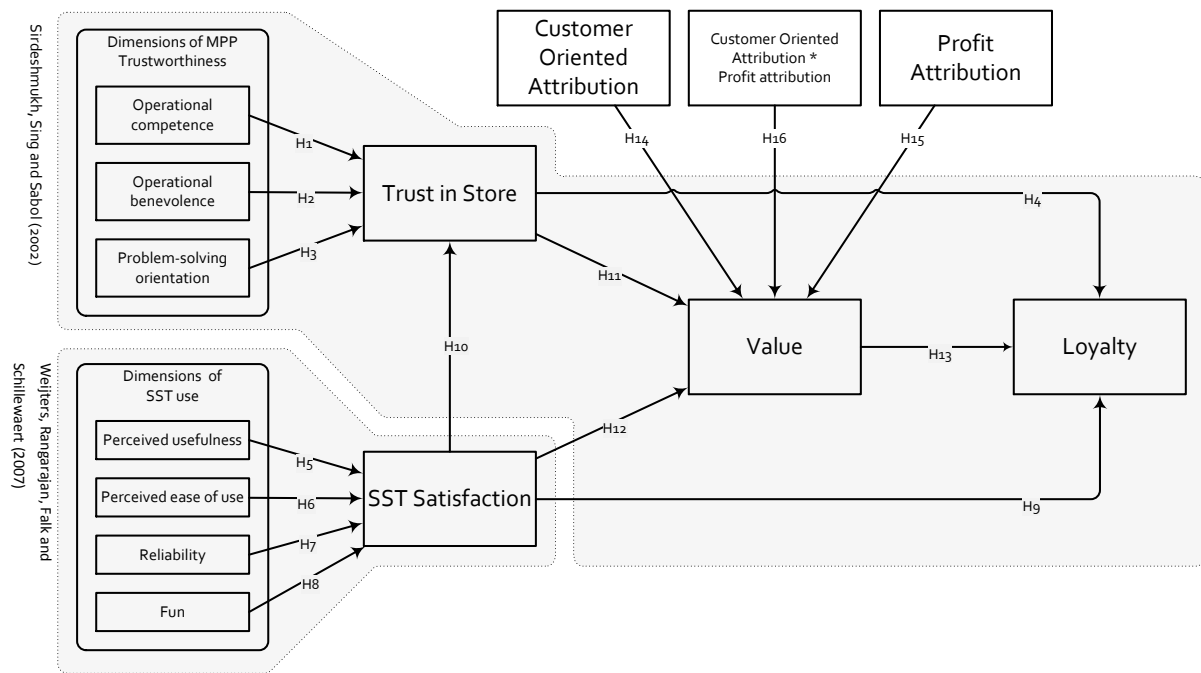 Sirdeshmukh, Sing and Sabol (2002)
Dimensions of MPP
Trustworthiness
Operational
competence
Operational
benevolence
Problem-solving
orientation
H1
H2
H3
Trust in Store
Customer
Oriented
Attribution
Customer Oriented
Attribution *
Profit attribution
Profit
Attribution
H14
H16
H15
H4
H11
H10
Value
H13
Loyalty
H12
Weijters, Rangarajan, Falk and
Schillewaert (2007)
Dimensions of
SST use
Perceived usefulness
Perceived ease of use
Reliability
Fun
H5
H6
H7
H8
SST Satisfaction
H9